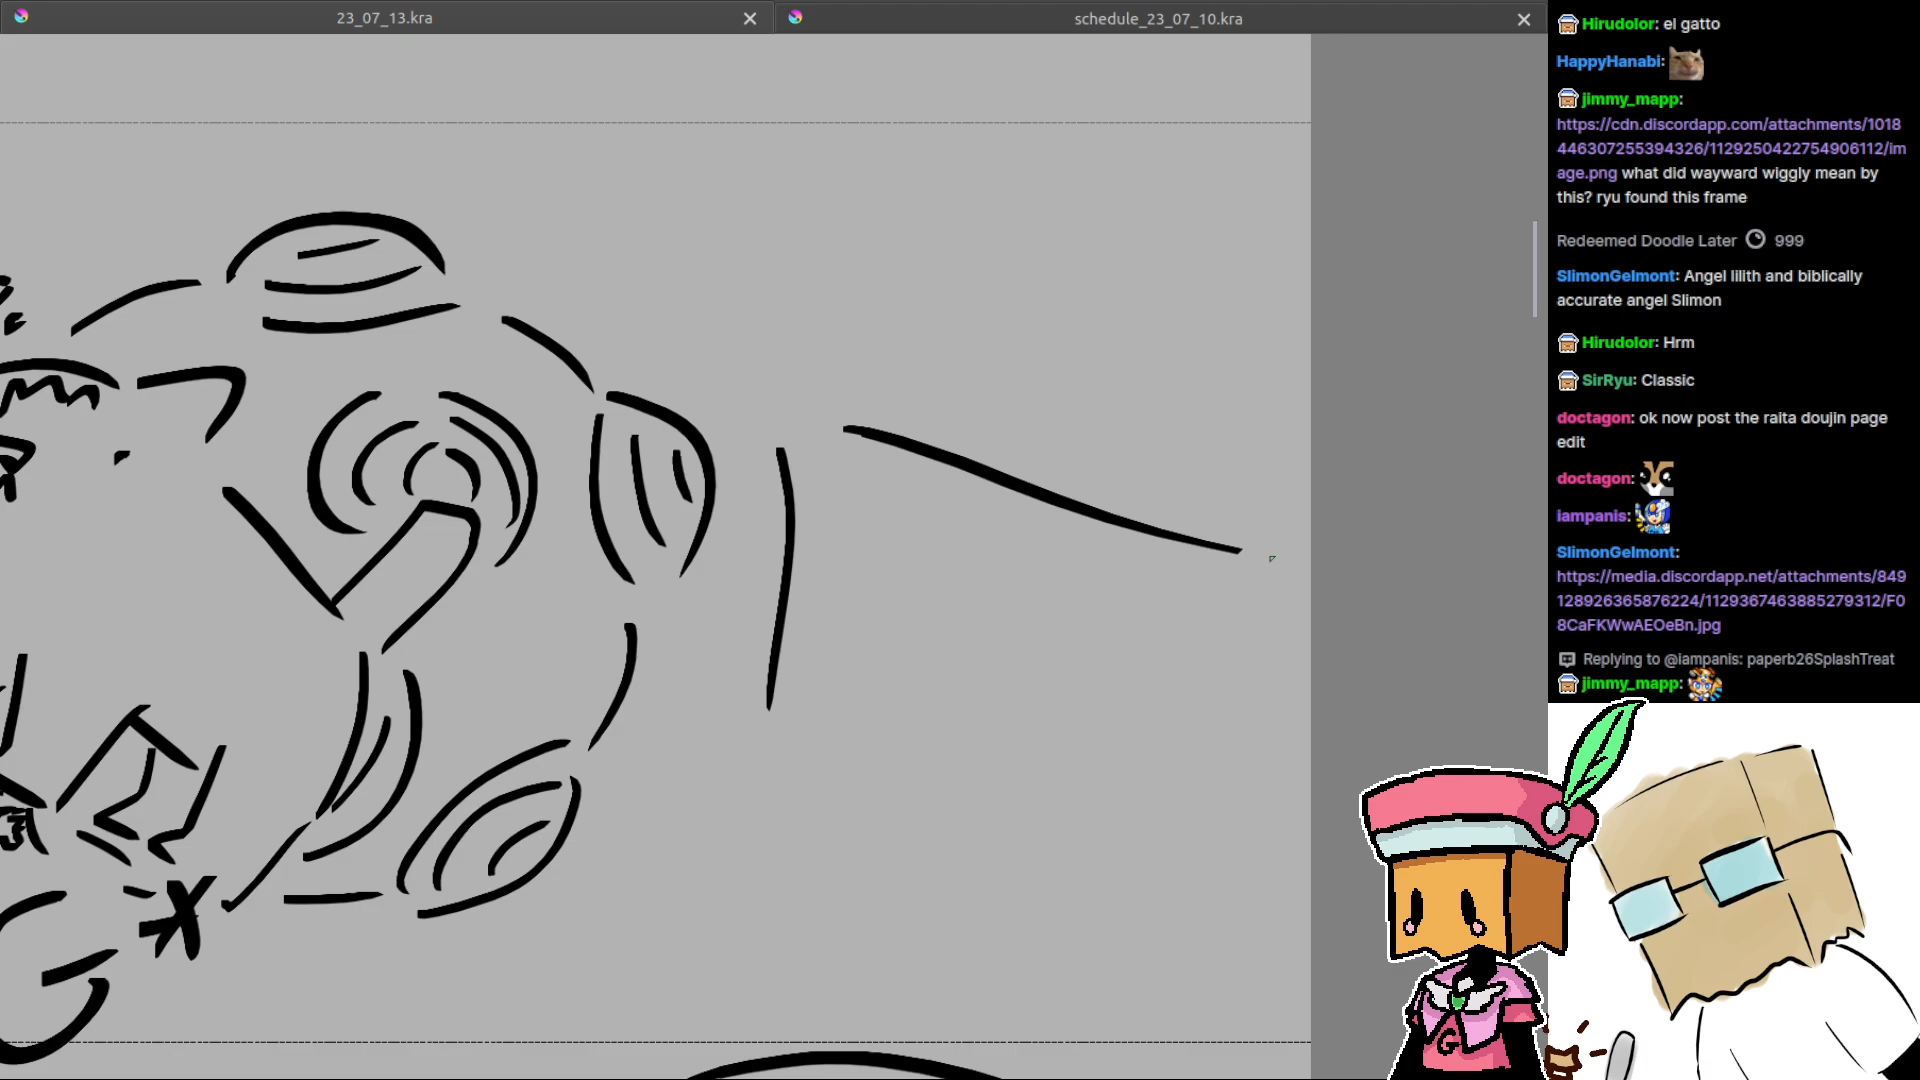 23_07_13.kra
schedule_23_07_10.kra
Hirudolor: el gatto
HappyHanabi:
jimmy_mapp:
https://cdn.discordapp.com/attachments/1018
446307255394326/1129250422754906112/im
age.png what did wayward wiggly mean by
this? ryu found this frame
Redeemed Doodle Later 999
SlimonGelmont: Angel lilith and biblically
accurate angel Slimon
Hirudolor: Hrm
SirRyu: Classic
doctagon: ok now post the raita doujin page
edit
doctagon:
iampanis:
SlimonGelmont:
https://media.discordapp.net/attachments/849
128926365876224/1129367463885279312/F0
8CaFKWwAEOeBn.jpg
Replying to @iampanis: paperb26SplashTreat
jimmy_mapp:
G